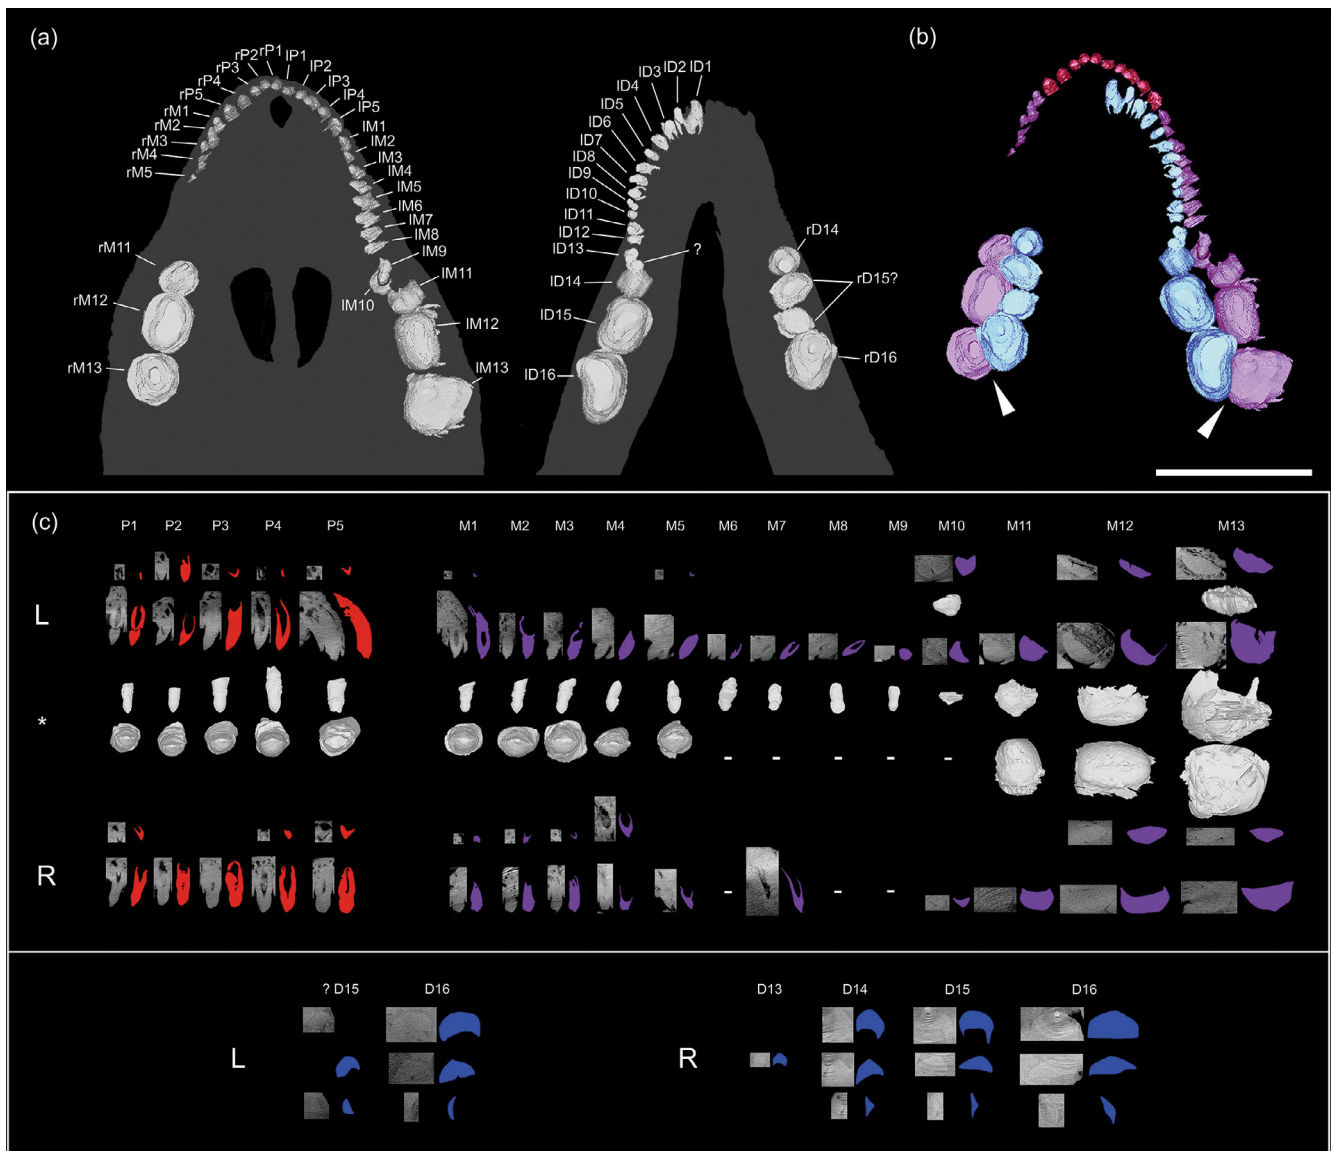 (a)
rP5 rP4 rP3 rP2 rP1 lP1 lP2 lP3 lP4 lP5
rM1
rM2
rM3
rM4
rM5
lM1
lM2
lM3
lM4
lM5
lM6
lM7
lM8
lM9
lM10
lM11
lM12
lM13
rM11
rM12
rM13
lD1
lD2
lD3
lD4
lD5
lD6
lD7
lD8
lD9
lD10
lD11
lD12
lD13
?
lD14
lD15
lD16
rD14
rD15?
rD16
(b)
(c)
P1 P2 P3 P4 P5 M1 M2 M3 M4 M5 M6 M7 M8 M9 M10 M11 M12 M13
L
*
- - - - -
R
- - -
? D15 D16 D13 D14 D15 D16
L R